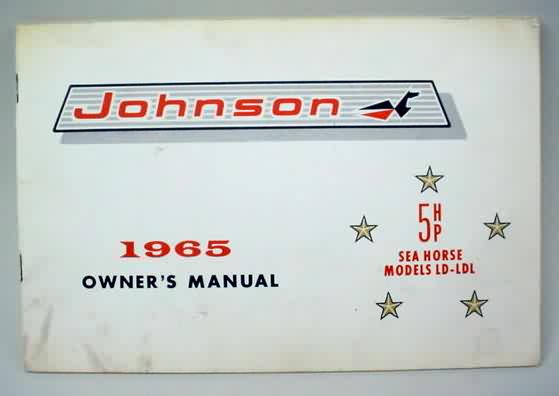 Johnson
1965
OWNER'S MANUAL
5 HP
SEA HORSE
MODELS LD-LDL